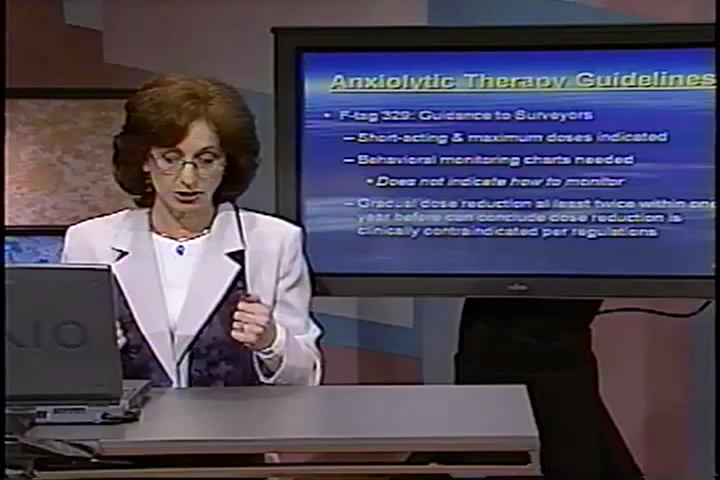 Anxiolytic Therapy Guidelines
• F-tag 329: Guidance to Surveyors
– Short-acting & maximum doses indicated
– Behavioral monitoring charts needed
• Does not indicate how to monitor
– Gradual dose reduction at least twice within one
year before can conclude dose reduction is
clinically contraindicated per regulations
VAIO